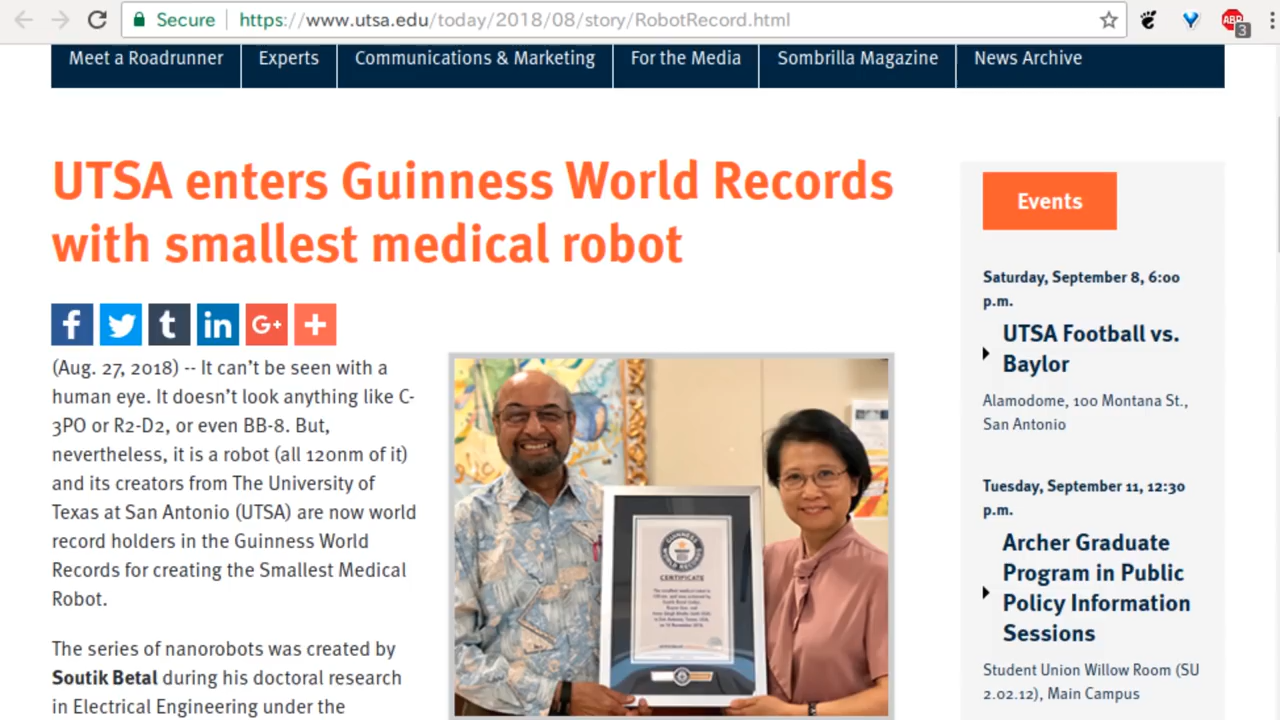 Secure
https://www.utsa.edu/today/2018/08/story/RobotRecord.html
ABP
3
Meet a Roadrunner
Experts
Communications & Marketing
For the Media
Sombrilla Magazine
News Archive
UTSA enters Guinness World Records
with smallest medical robot
f
t
in
G+
+
(Aug. 27, 2018) -- It can't be seen with a
human eye. It doesn't look anything like C-
3PO or R2-D2, or even BB-8. But,
nevertheless, it is a robot (all 120nm of it)
and its creators from The University of
Texas at San Antonio (UTSA) are now world
record holders in the Guinness World
Records for creating the Smallest Medical
Robot.
The series of nanorobots was created by
Soutik Betal during his doctoral research
in Electrical Engineering under the
GUINNESS
WORLD RECORDS
CERTIFICATE
Events
Saturday, September 8, 6:00
p.m.
UTSA Football vs.
Baylor
Alamodome, 100 Montana St.,
San Antonio
Tuesday, September 11, 12:30
p.m.
Archer Graduate
Program in Public
Policy Information
Sessions
Student Union Willow Room (SU
2.02.12), Main Campus